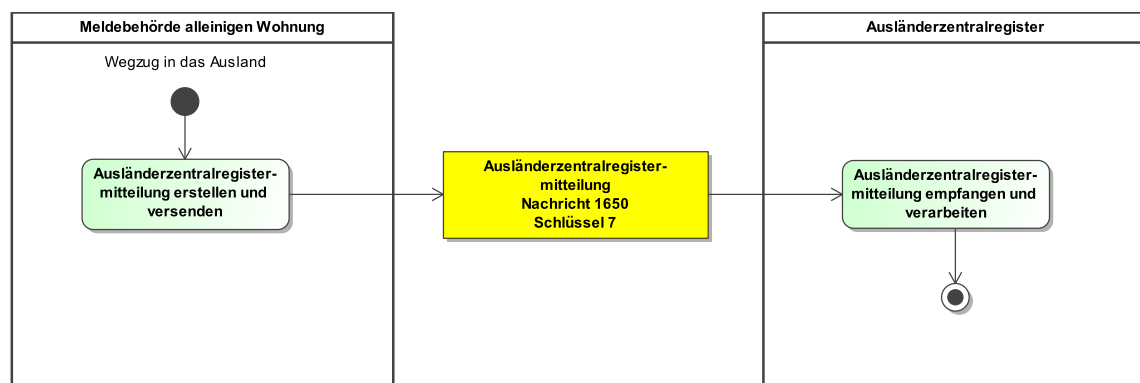 Meldebehörde alleinigen Wohnung
Wegzug in das Ausland
Ausländerzentralregister-
mitteilung erstellen und
versenden
Ausländerzentralregister-
mitteilung
Nachricht 1650
Schlüssel 7
Ausländerzentralregister
Ausländerzentralregister-
mitteilung empfangen und
verarbeiten